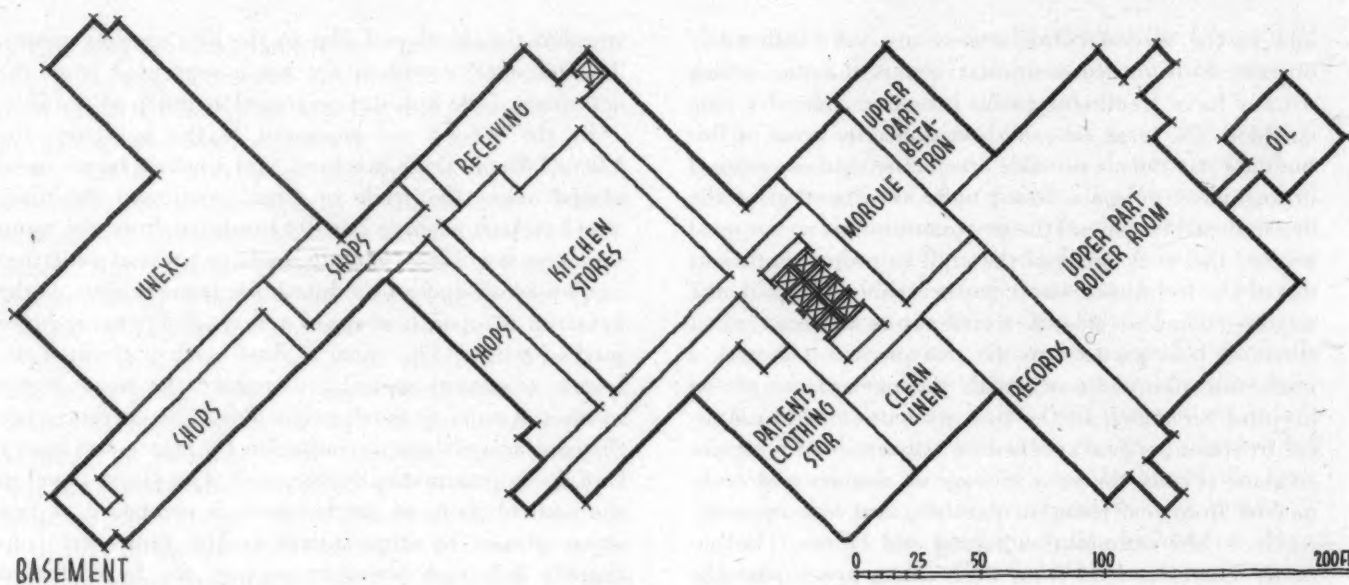 UNEXC.
SHOPS
SHOPS
RECEIVING
KITCHEN
STORES
SHOPS
UPPER
PART
BETA
TRON
MORGUE
OIL
UPPER PART
BOILER ROOM
PATIENTS
CLOTHING
STOR
CLEAN
LINEN
RECORDS
BASEMENT
0 25 50 100 200FT